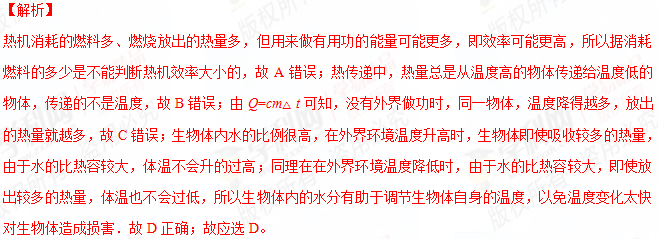 【解析】
热机消耗的燃料多、燃烧放出的热量多，但用来做有用功的能量可能更多，即效率可能更高，所以据消耗
燃料的多少是不能判断热机效率大小的，故 A 错误；热传递中，热量总是从温度高的物体传递给温度低的
物体，传递的不是温度，故 B 错误；由 Q=cm△ t 可知，没有外界做功时，同一物体，温度降得越多，放出
的热量就越多，故 C 错误；生物体内水的比例很高，在外界环境温度升高时，生物体即使吸收较多的热量，
由于水的比热容较大，体温不会升的过高；同理在在外界环境温度降低时，由于水的比热容较大，即使放
出较多的热量，体温也不会过低，所以生物体内的水分有助于调节生物体自身的温度，以免温度变化太快
对生物体造成损害．故 D 正确；故应选 D。